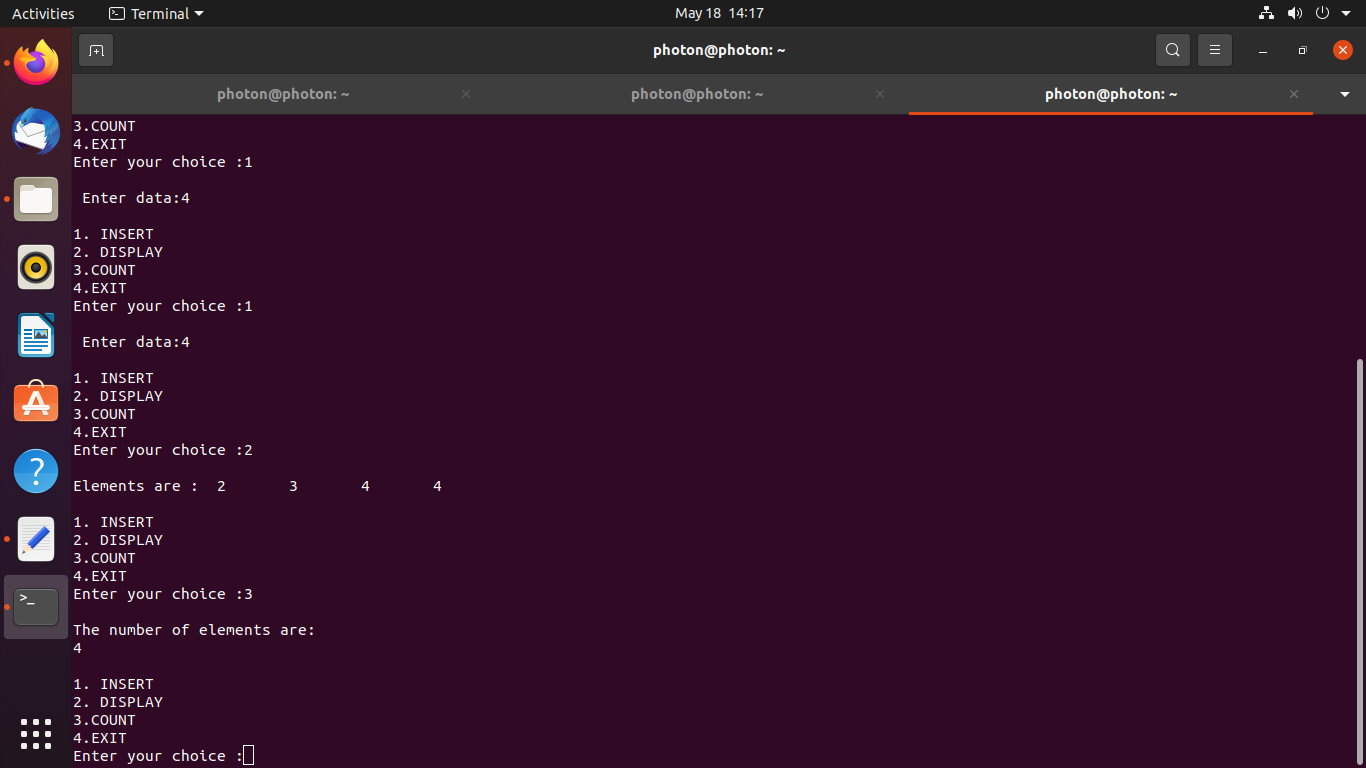 Activities Terminal May 18 14:17
photon@photon: ~
photon@photon: ~ photon@photon: ~ photon@photon: ~
3.COUNT
4.EXIT
Enter your choice :1
Enter data:4
1. INSERT
2. DISPLAY
3.COUNT
4.EXIT
Enter your choice :1
Enter data:4
1. INSERT
2. DISPLAY
3.COUNT
4.EXIT
Enter your choice :2
Elements are : 2 3 4 4
1. INSERT
2. DISPLAY
3.COUNT
4.EXIT
Enter your choice :3
The number of elements are:
4
1. INSERT
2. DISPLAY
3.COUNT
4.EXIT
Enter your choice :